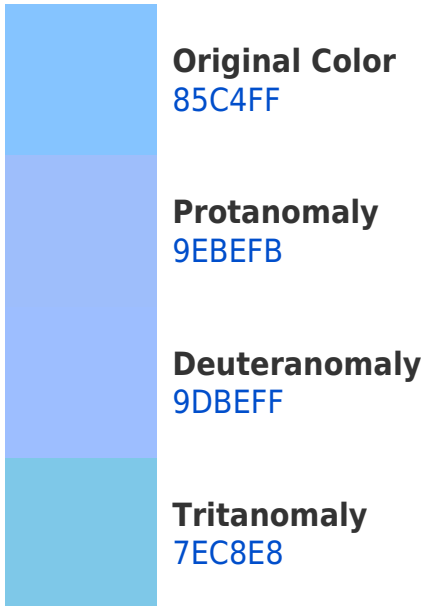 Original Color
85C4FF
Protanomaly
9EBEFB
Deuteranomaly
9DBEFF
Tritanomaly
7EC8E8